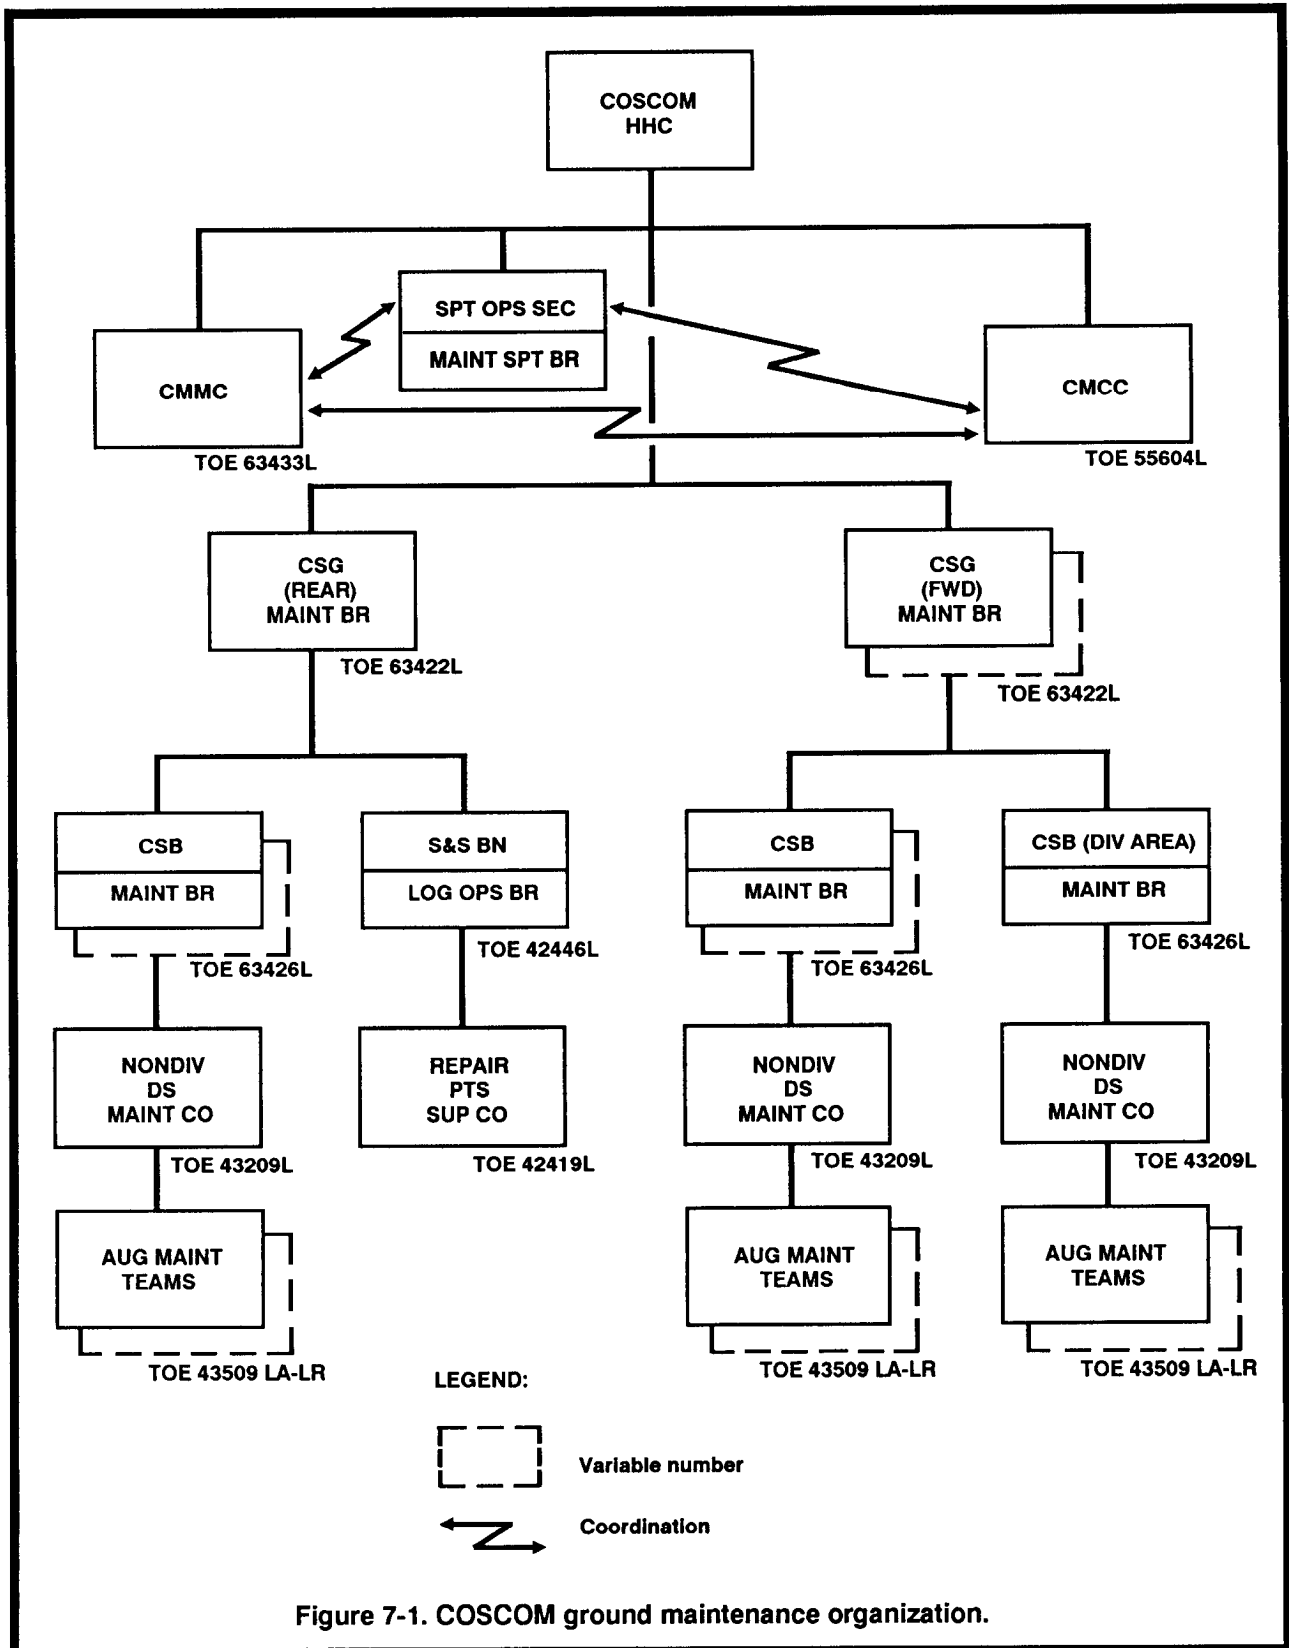 COSCOM
HHC
SPT OPS SEC
MAINT SPT BR
CMMC
TOE 63433L
CMCC
TOE 55604L
CSG
(REAR)
MAINT BR
TOE 63422L
CSG
(FWD)
MAINT BR
TOE 63422L
CSB
MAINT BR
TOE 63426L
S&S BN
LOG OPS BR
TOE 42446L
CSB
MAINT BR
TOE 63426L
CSB (DIV AREA)
MAINT BR
TOE 63426L
NONDIV
DS
MAINT CO
TOE 43209L
REPAIR
PTS
SUP CO
TOE 42419L
NONDIV
DS
MAINT CO
TOE 43209L
NONDIV
DS
MAINT CO
TOE 43209L
AUG MAINT
TEAMS
TOE 43509 LA-LR
AUG MAINT
TEAMS
TOE 43509 LA-LR
AUG MAINT
TEAMS
TOE 43509 LA-LR
LEGEND:
Variable number
Coordination
Figure 7-1. COSCOM ground maintenance organization.